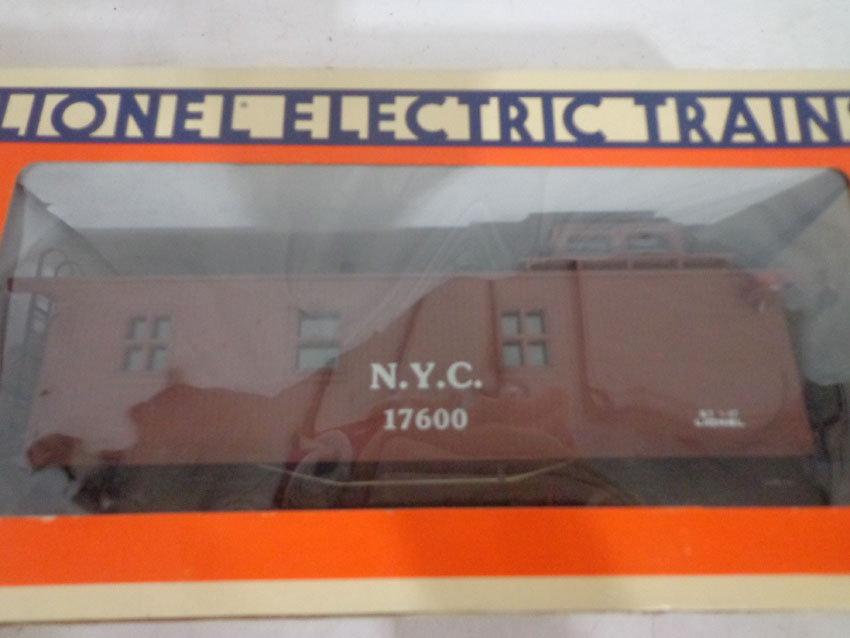 LIONEL ELECTRIC TRAINS
N.Y.C.
17600
LIONEL